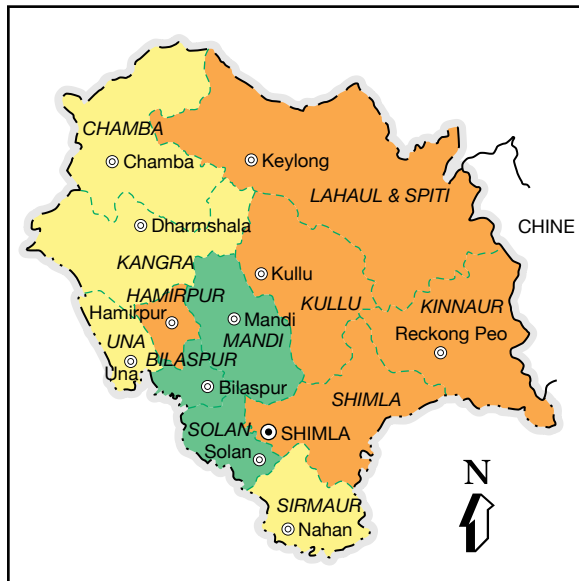 CHAMBA
Chamba
Keylong
LAHAUL & SPITI
Dharmshala
CHINE
KANGRA
Kullu
HAMIRPUR
KULLU
KINNAUR
Hamirpur
Mandi
UNA
MANDI
Reckong Peo
BILASPUR
Una
Bilaspur
SHIMLA
SOLAN
SHIMLA
Solan
N
SIRMAUR
Nahan